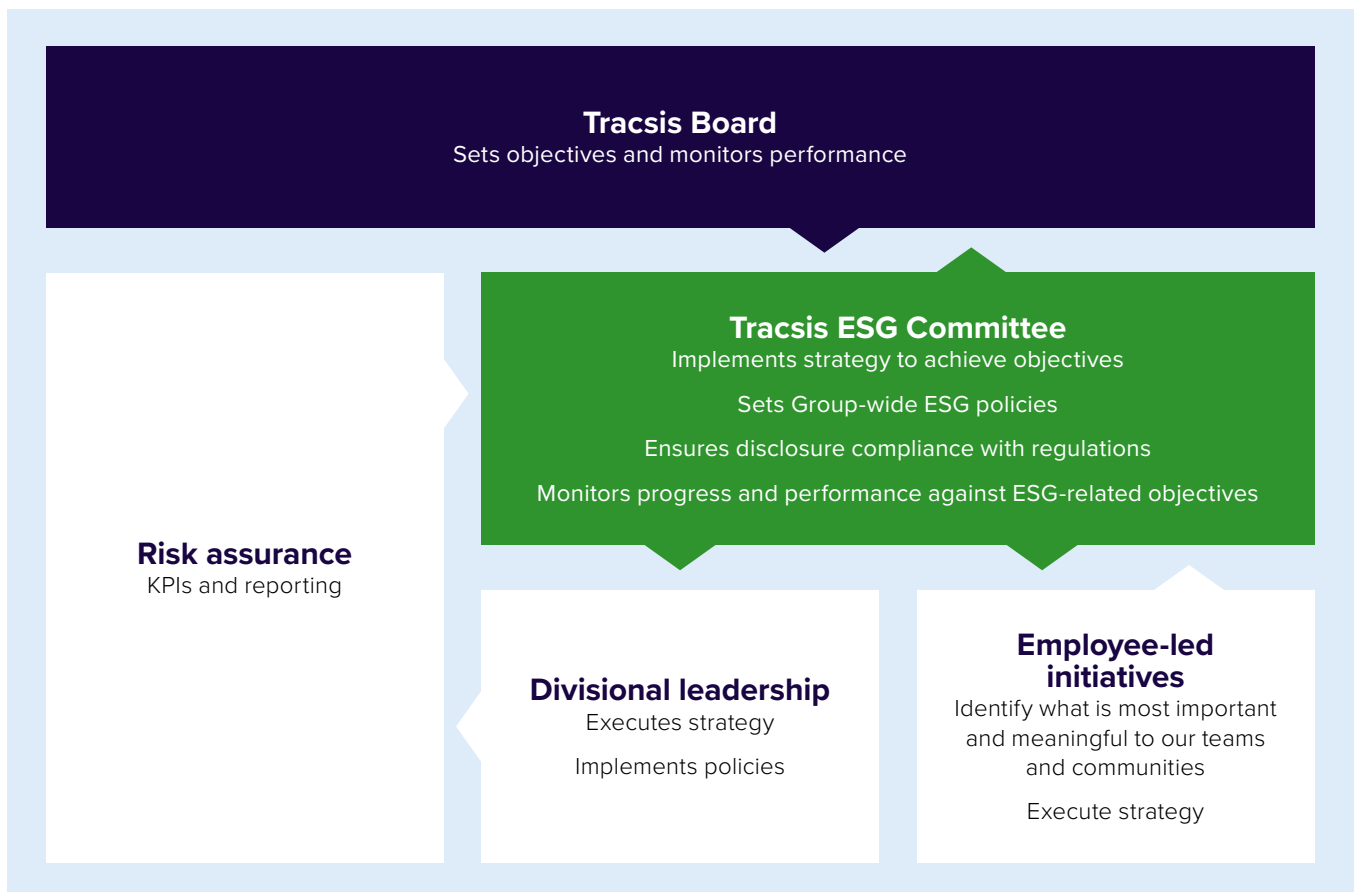 Tracsis Board
Sets objectives and monitors performance
Tracsis ESG Committee
Implements strategy to achieve objectives
Sets Group-wide ESG policies
Ensures disclosure compliance with regulations
Monitors progress and performance against ESG-related objectives
Risk assurance
KPIs and reporting
Divisional leadership
Executes strategy
Implements policies
Employee-led
initiatives
Identify what is most important
and meaningful to our teams
and communities
Execute strategy